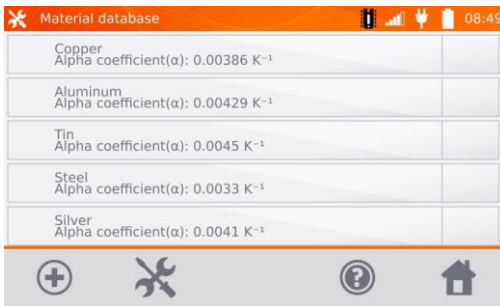 Material database
08:49
Copper
Alpha coefficient(α): 0.00386 K⁻¹
Aluminum
Alpha coefficient(α): 0.00429 K⁻¹
Tin
Alpha coefficient(α): 0.0045 K⁻¹
Steel
Alpha coefficient(α): 0.0033 K⁻¹
Silver
Alpha coefficient(α): 0.0041 K⁻¹